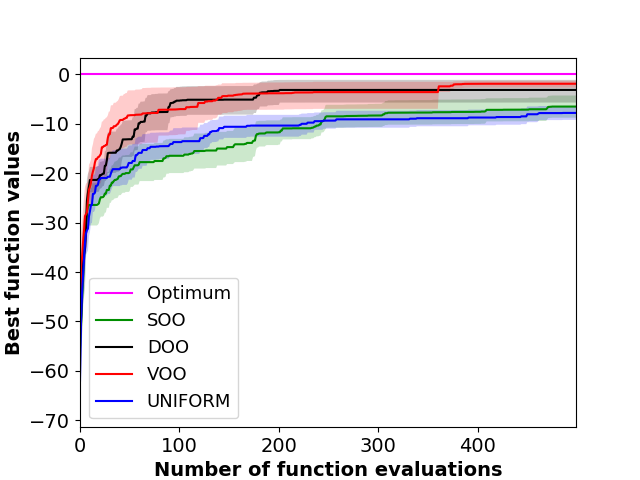 0
−10
−20
−30
−40
−50
−60
−70
Best function values
Optimum
SOO
DOO
VOO
UNIFORM
0 100 200 300 400
Number of function evaluations